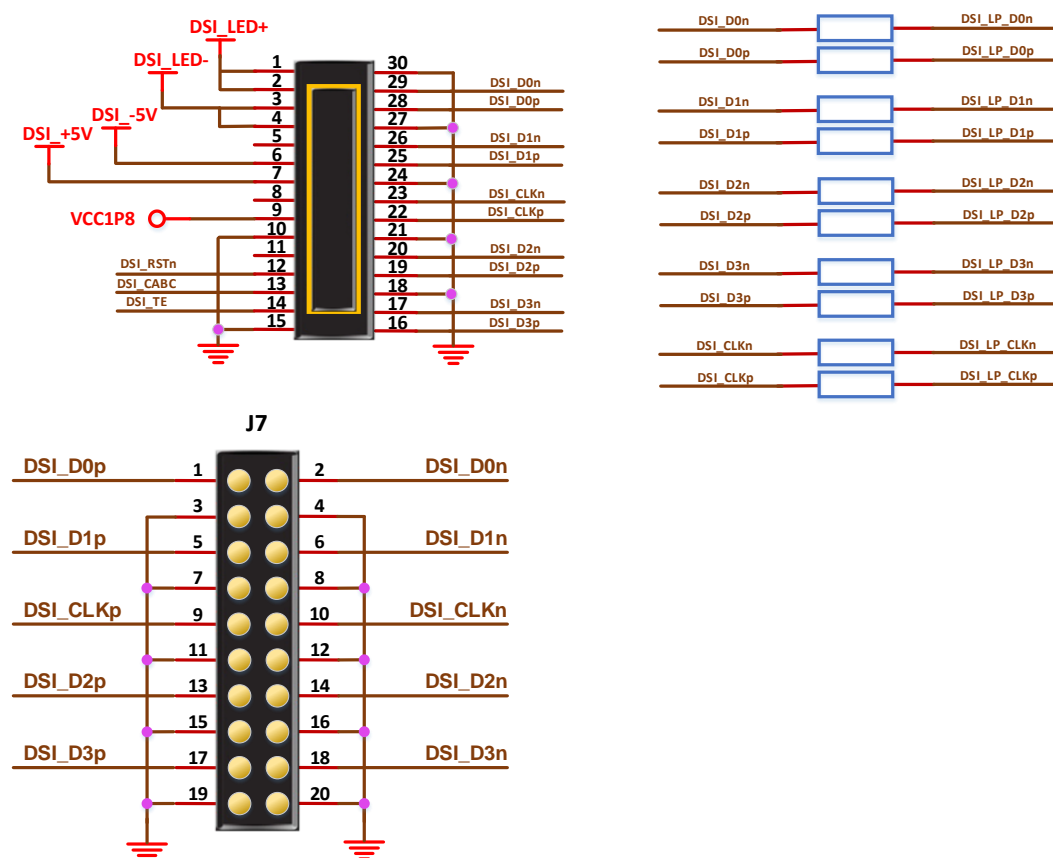 DSI_LED+
DSI_LED-
DSI_-5V
DSI_+5V
VCC1P8
DSI_RSTn
DSI_CABC
DSI_TE
1
2
3
4
5
6
7
8
9
10
11
12
13
14
15
30
29
28
27
26
25
24
23
22
21
20
19
18
17
16
DSI_D0n
DSI_D0p
DSI_D1n
DSI_D1p
DSI_CLKn
DSI_CLKp
DSI_D2n
DSI_D2p
DSI_D3n
DSI_D3p
DSI_D0n DSI_LP_D0n
DSI_D0p DSI_LP_D0p
DSI_D1n DSI_LP_D1n
DSI_D1p DSI_LP_D1p
DSI_D2n DSI_LP_D2n
DSI_D2p DSI_LP_D2p
DSI_D3n DSI_LP_D3n
DSI_D3p DSI_LP_D3p
DSI_CLKn DSI_LP_CLKn
DSI_CLKp DSI_LP_CLKp
J7
DSI_D0p 1 2 DSI_D0n
3 4
DSI_D1p 5 6 DSI_D1n
7 8
DSI_CLKp 9 10 DSI_CLKn
11 12
DSI_D2p 13 14 DSI_D2n
15 16
DSI_D3p 17 18 DSI_D3n
19 20